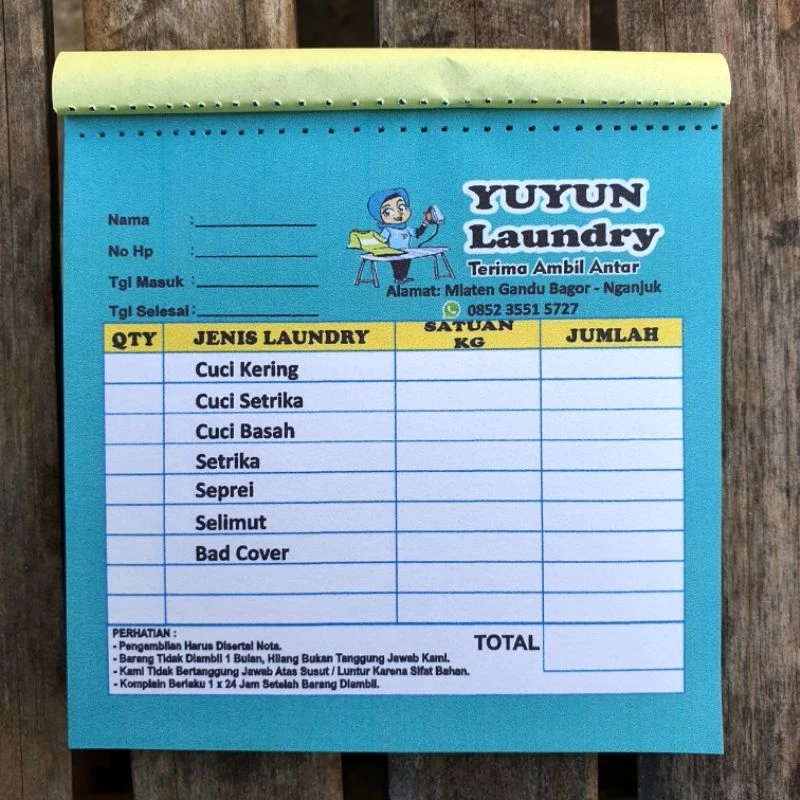 YUYUN
Laundry
Terima Ambil Antar
Alamat: Mlaten Gandu Bagor - Nganjuk
0852 3551 5727
Nama :
No Hp :
Tgl Masuk :
Tgl Selesai :
QTY JENIS LAUNDRY SATUAN KG JUMLAH
Cuci Kering
Cuci Setrika
Cuci Basah
Setrika
Seprei
Selimut
Bad Cover
TOTAL
PERHATIAN :
- Pengambilan Harus Disertai Nota.
- Barang Tidak Diambil 1 Bulan, Hilang Bukan Tanggung Jawab Kami.
- Kami Tidak Bertanggung Jawab Atas Susut / Luntur Karena Sifat Bahan.
- Komplain Berlaku 1 x 24 Jam Setelah Barang Diambil.